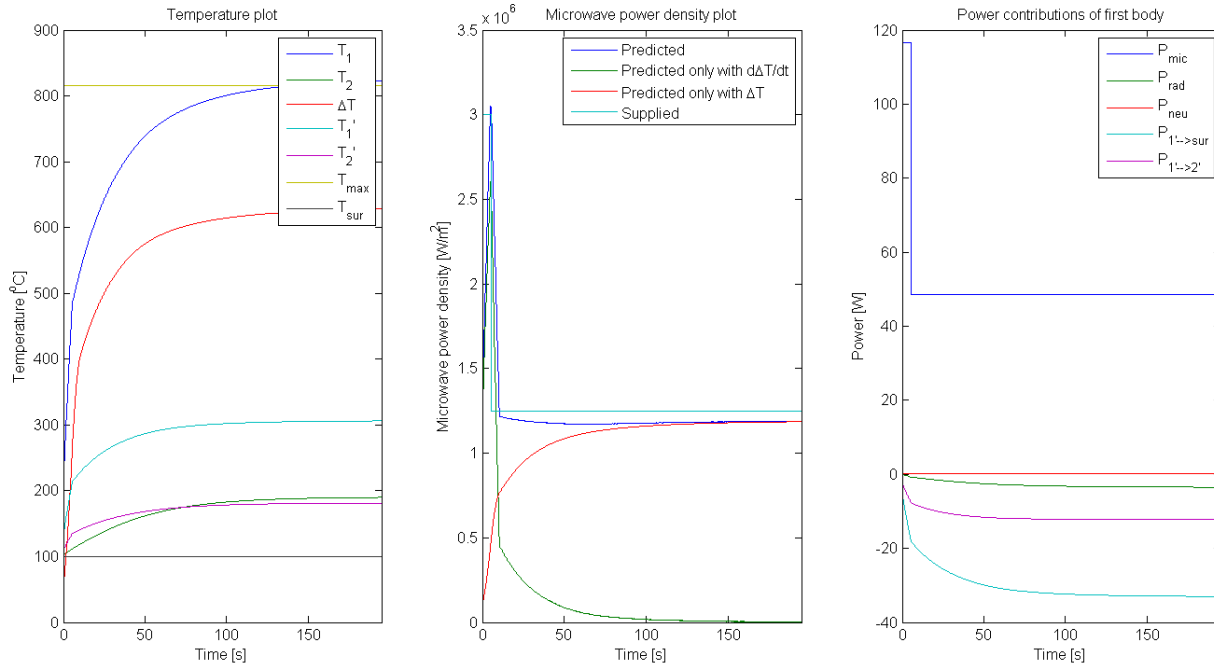 Temperature plot
900
800
700
600
500
400
300
200
100
0
0
50
100
150
Temperature [⁰C]
Time [s]
T1
T2
ΔT
T1'
T2'
Tmax
Tsur
Microwave power density plot
x 10^6
3.5
3
2.5
2
1.5
1
0.5
0
0
50
100
150
Microwave power density [W/m²]
Time [s]
Predicted
Predicted only with dΔT/dt
Predicted only with ΔT
Supplied
Power contributions of first body
120
100
80
60
40
20
0
-20
-40
0
50
100
150
Power [W]
Time [s]
Pmic
Prad
Pneu
P1'-->sur
P1'-->2'